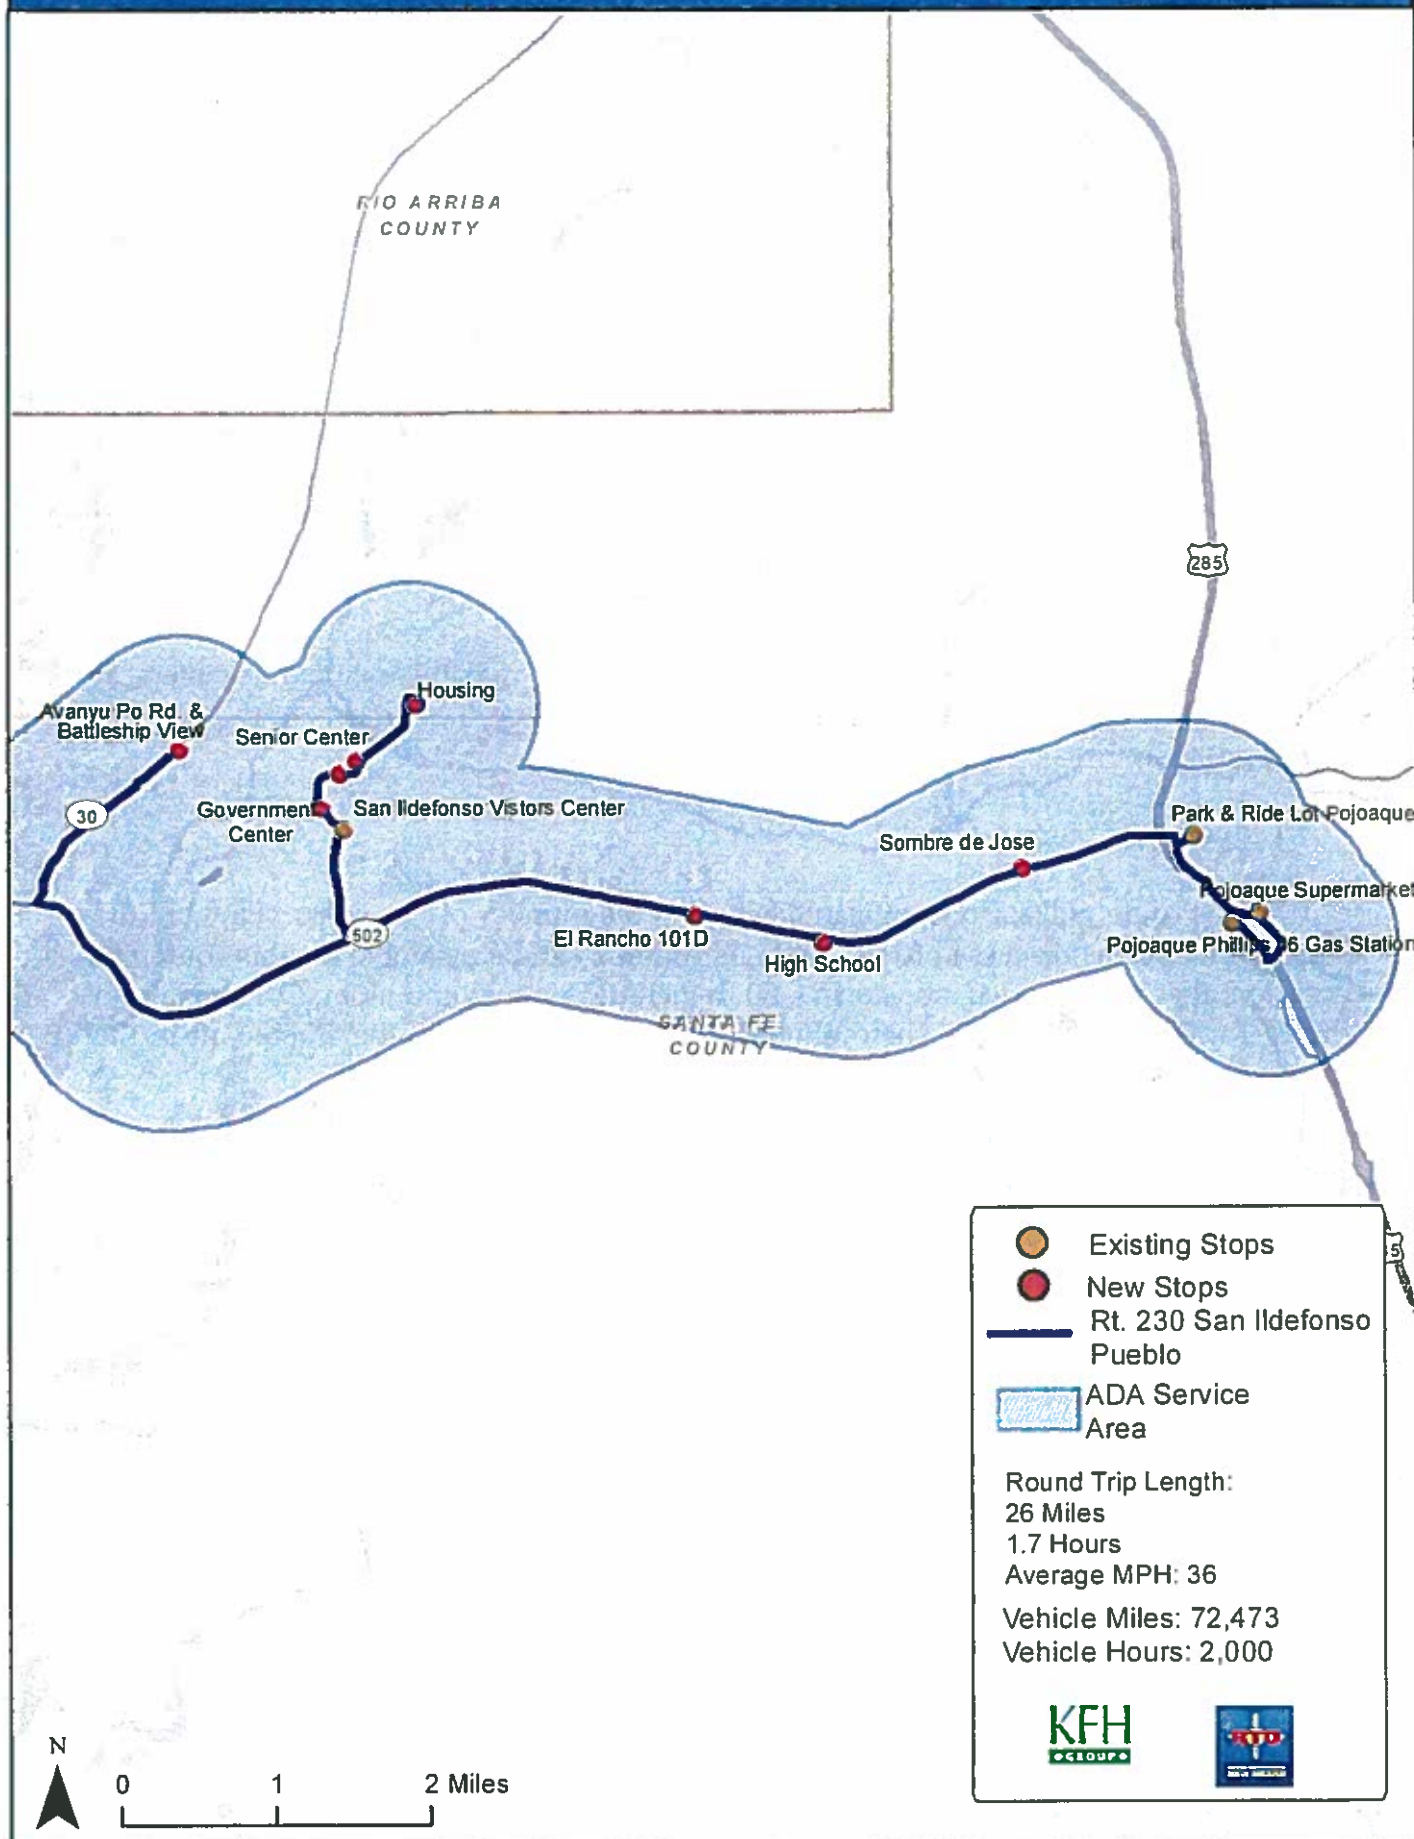 RIO ARRIBA
COUNTY
285
Housing
Avanyu Po Rd. &
Battleship View
Senior Center
30
Government
Center
San Ildefonso Vistors Center
Park & Ride Lot Pojoaque
Sombre de Jose
Pojoaque Supermarket
502
El Rancho 101D
High School
Pojoaque Phillips 66 Gas Station
SANTA FE
COUNTY
5
Existing Stops
New Stops
Rt. 230 San Ildefonso
Pueblo
ADA Service
Area
Round Trip Length:
26 Miles
1.7 Hours
Average MPH: 36
Vehicle Miles: 72,473
Vehicle Hours: 2,000
KFH
GROUP
N
0 1 2 Miles